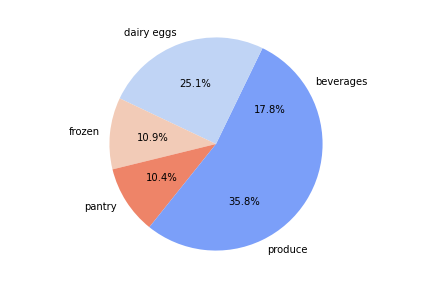 dairy eggs
beverages
25.1%
17.8%
frozen
10.9%
10.4%
pantry
35.8%
produce